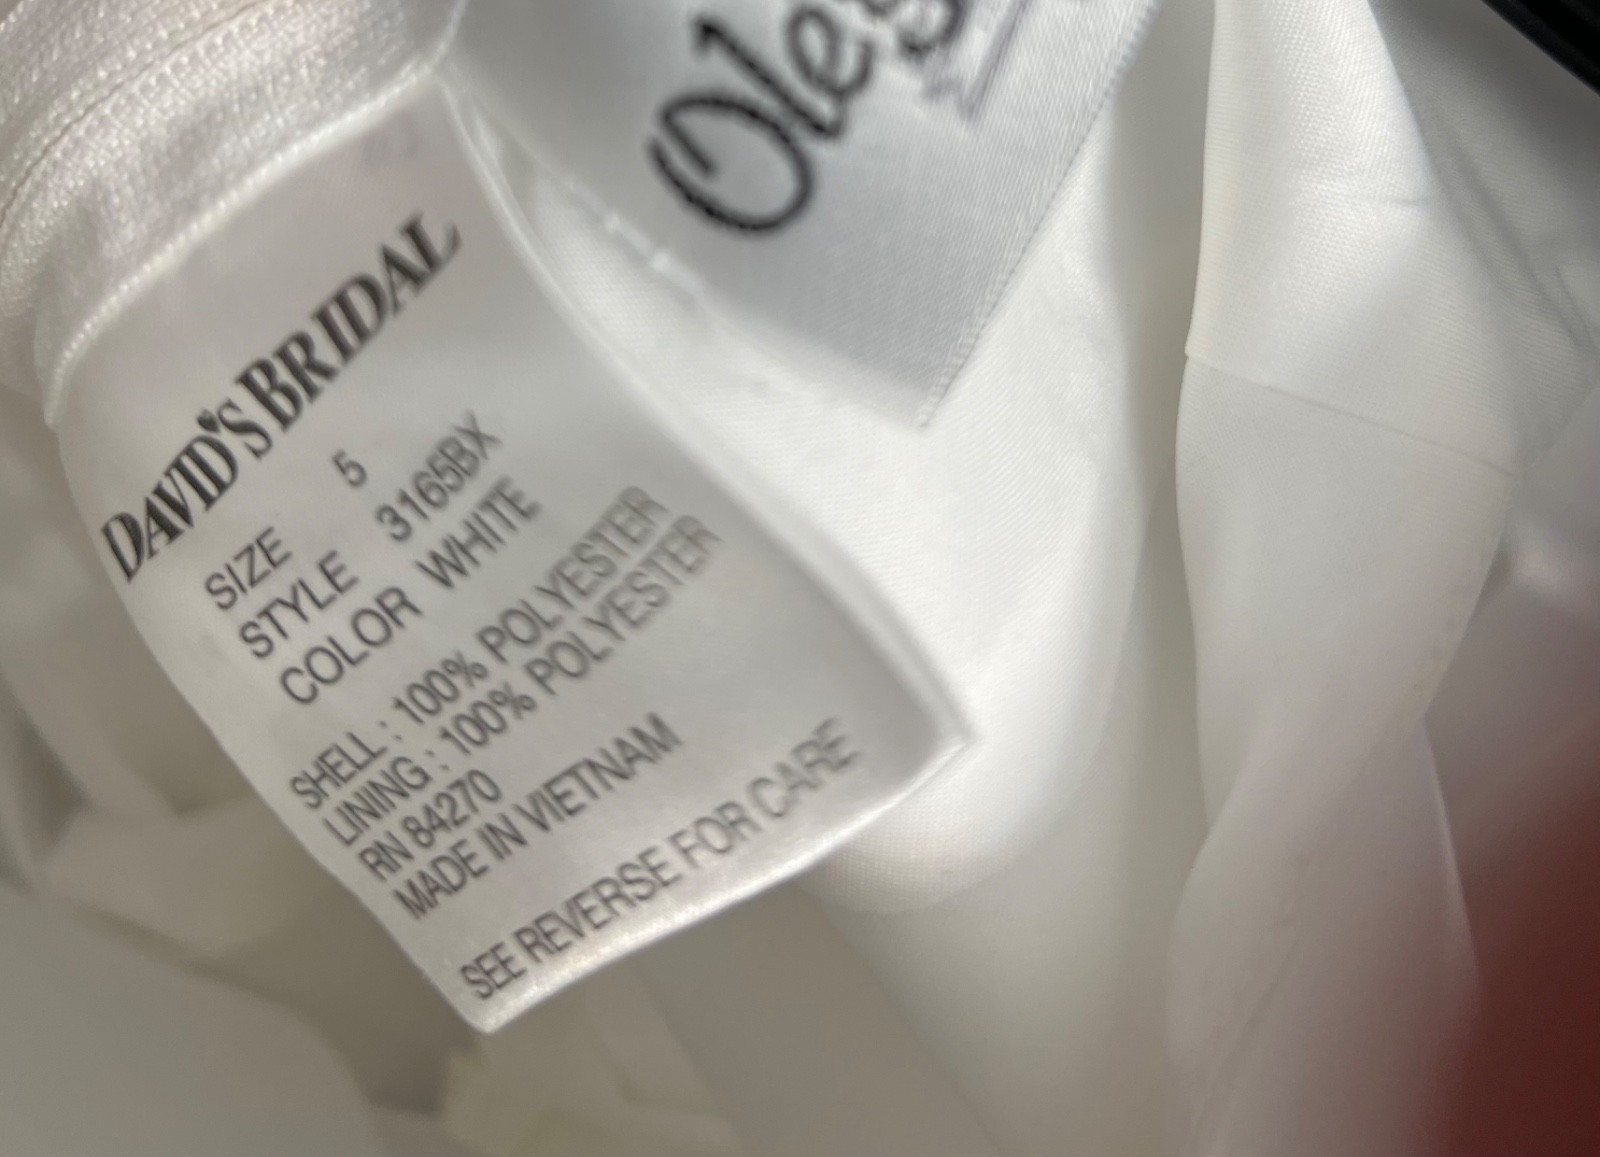 DAVID'S BRIDAL
SIZE 5
STYLE 3165BX
COLOR WHITE
SHELL : 100% POLYESTER
LINING : 100% POLYESTER
RN 84270
MADE IN VIETNAM
SEE REVERSE FOR CARE
Oleg